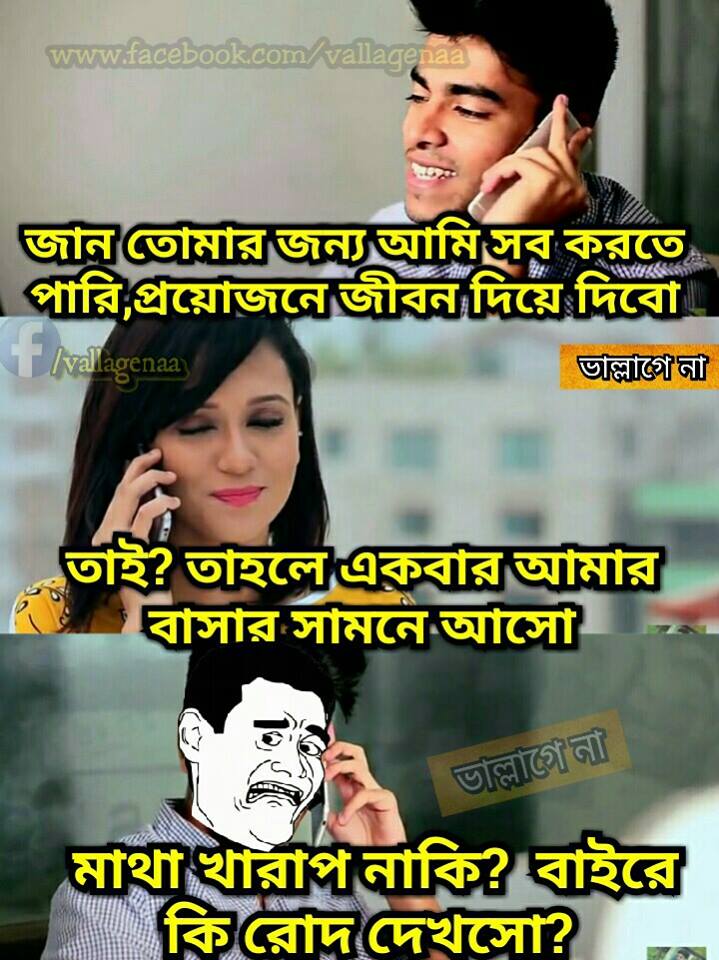 www.facebook.com/vallagenaa
জান তোমার জন্য আমি সব করতে
পারি,প্রয়োজনে জীবন দিয়ে দিবো
f /vallagenaa
ভাল্লাগে না
তাই? তাহলে একবার আমার
বাসার সামনে আসো
ভাল্লাগে না
মাথা খারাপ নাকি? বাইরে
কি রোদ দেখসো?